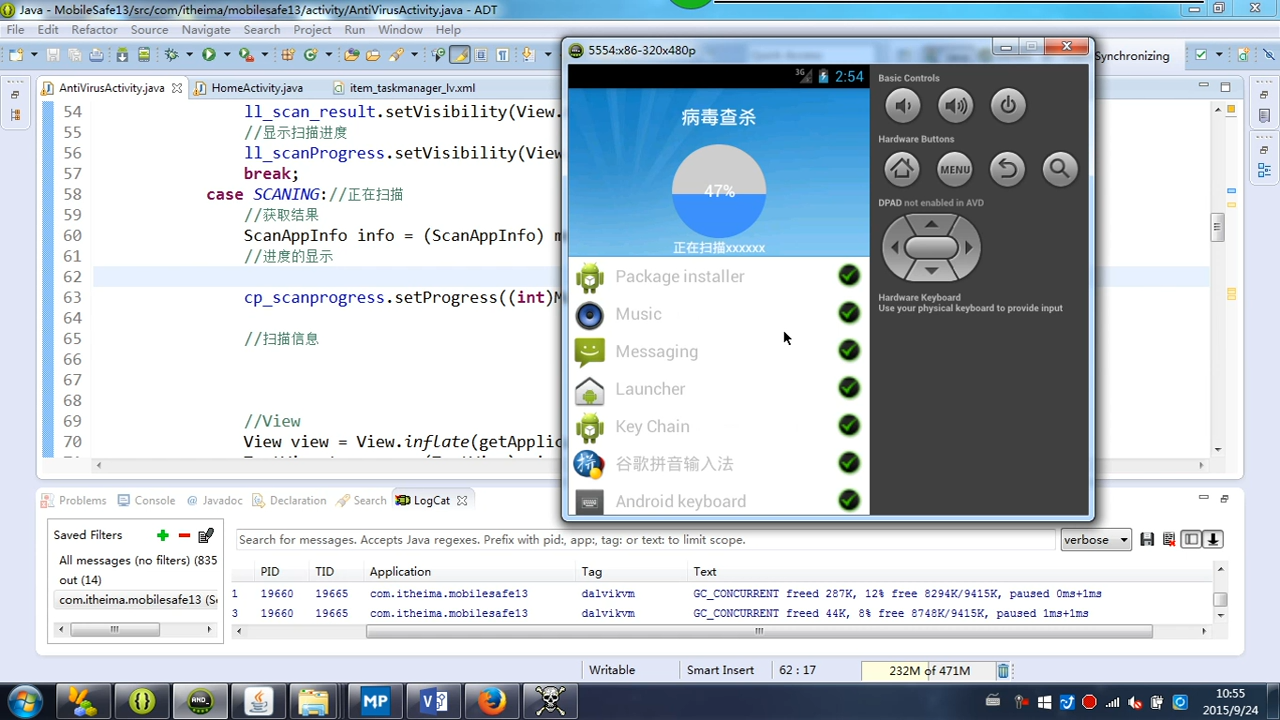 Java - MobileSafe13/src/com/itheima/mobilesafe13/activity/AntiVirusActivity.java - ADT
File Edit Refactor Source Navigate Search Project Run Window Help
Synchronizing
AntiVirusActivity.java
HomeActivity.java
item_taskmanager_lv.xml
54 ll_scan_result.setVisibility(View.
55 //显示扫描进度
56 ll_scanProgress.setVisibility(View
57 break;
58 case SCANING://正在扫描
59 //获取结果
60 ScanAppInfo info = (ScanAppInfo) m
61 //进度的显示
62
63 cp_scanprogress.setProgress((int)M
64
65 //扫描信息
66
67
68
69 //View
70 View view = View.inflate(getApplic
5554:x86-320x480p
3G 2:54
病毒查杀
47%
正在扫描xxxxxx
Package installer
Music
Messaging
Launcher
Key Chain
谷歌拼音输入法
Android keyboard
Basic Controls
Hardware Buttons
MENU
DPAD not enabled in AVD
Hardware Keyboard
Use your physical keyboard to provide input
Problems Console Javadoc Declaration Search LogCat
Saved Filters
All messages (no filters) (835
out (14)
com.itheima.mobilesafe13 (Se
Search for messages. Accepts Java regexes. Prefix with pid:, app:, tag: or text: to limit scope.
verbose
PID TID Application Tag Text
1 19660 19665 com.itheima.mobilesafe13 dalvikvm GC_CONCURRENT freed 287K, 12% free 8294K/9415K, paused 0ms+1ms
3 19660 19665 com.itheima.mobilesafe13 dalvikvm GC_CONCURRENT freed 44K, 8% free 8748K/9415K, paused 1ms+1ms
Writable Smart Insert 62 : 17 232M of 471M
10:55
2015/9/24